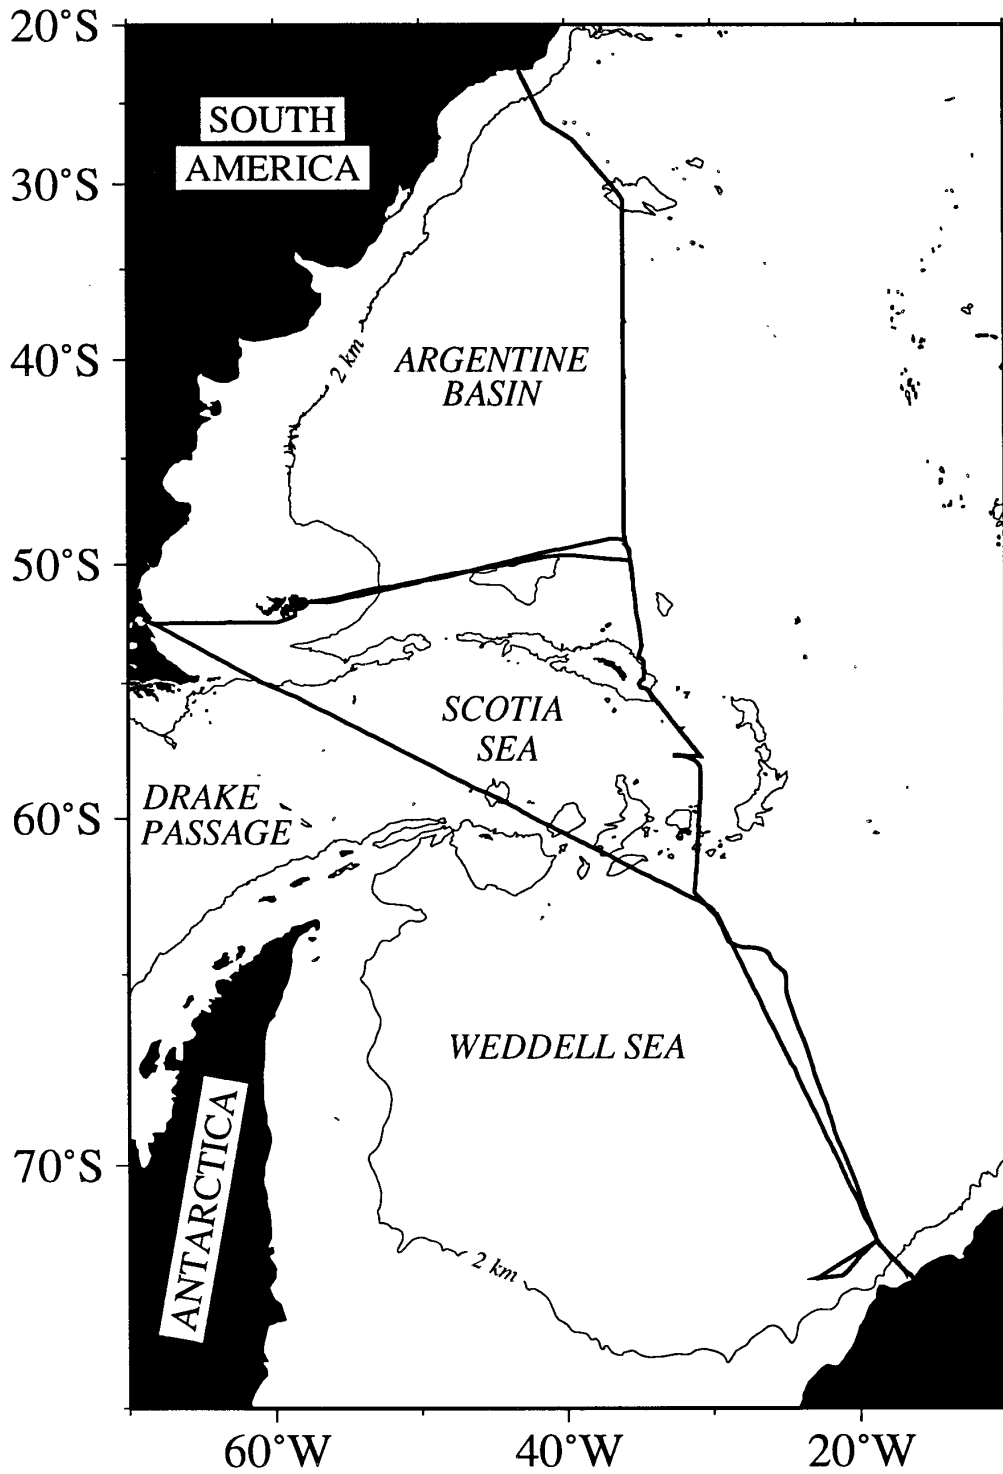 20°S
SOUTH
AMERICA
30°S
2 km
40°S
ARGENTINE
BASIN
50°S
SCOTIA
SEA
DRAKE
PASSAGE
60°S
WEDDELL SEA
ANTARCTICA
70°S
2 km
60°W
40°W
20°W